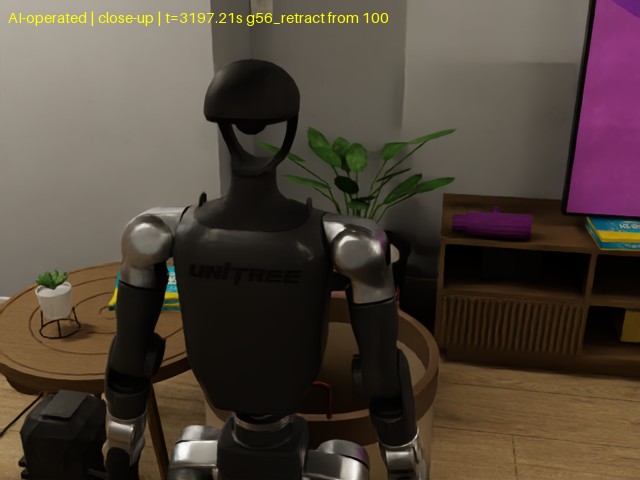 AI-operated | close-up | t=3197.21s g56_retract from 100
UNITREE